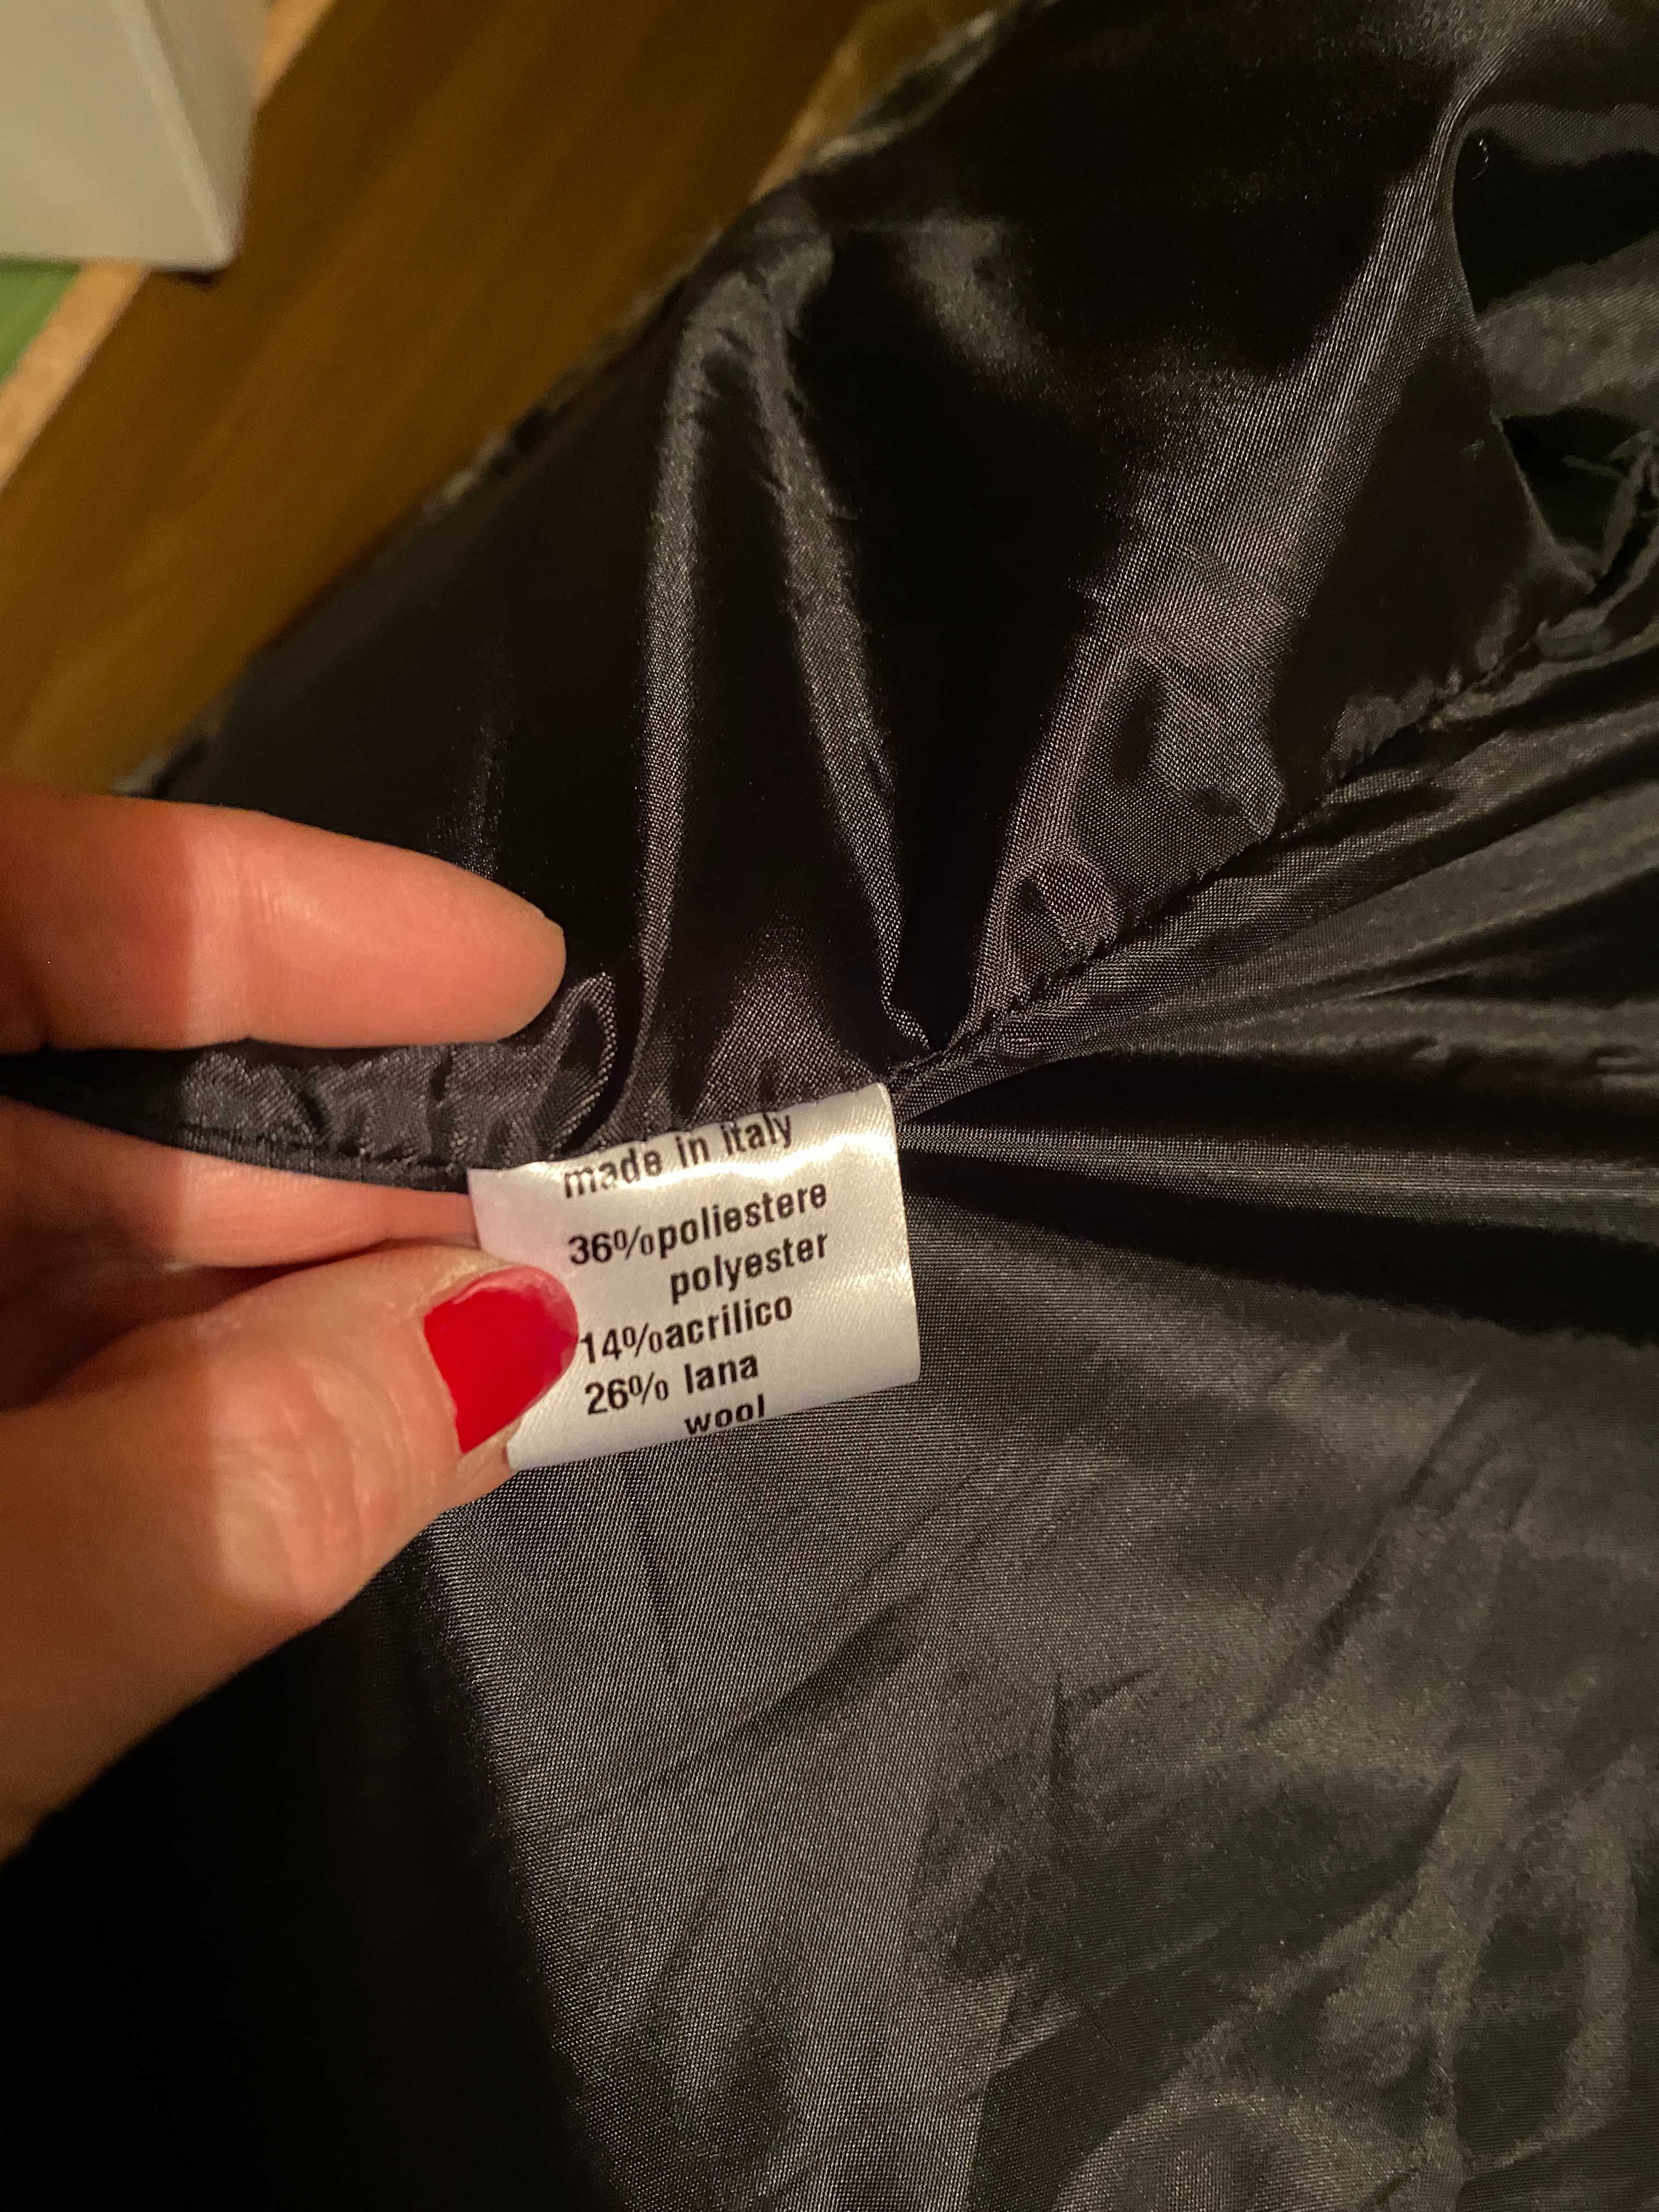 made in italy
36%poliestere
polyester
14%acrilico
26% lana
wool